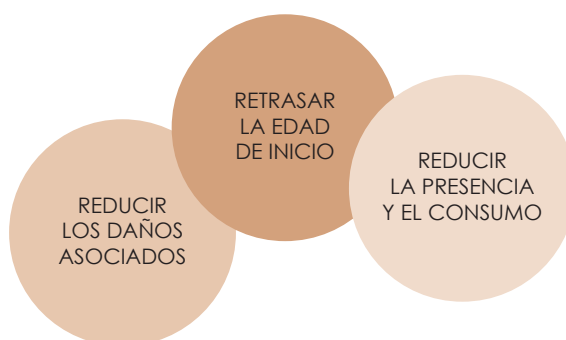 REDUCIR
LOS DAÑOS
ASOCIADOS
RETRASAR
LA EDAD
DE INICIO
REDUCIR
LA PRESENCIA
Y EL CONSUMO